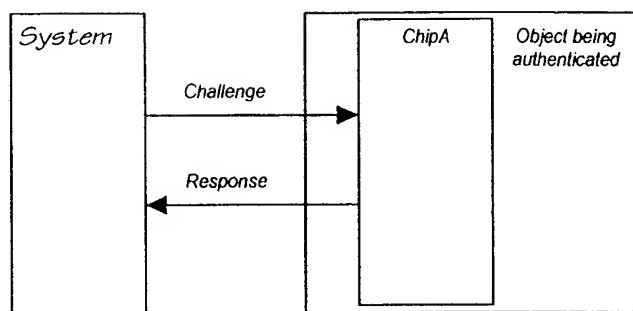 System
ChipA
Object being
authenticated
Challenge
Response